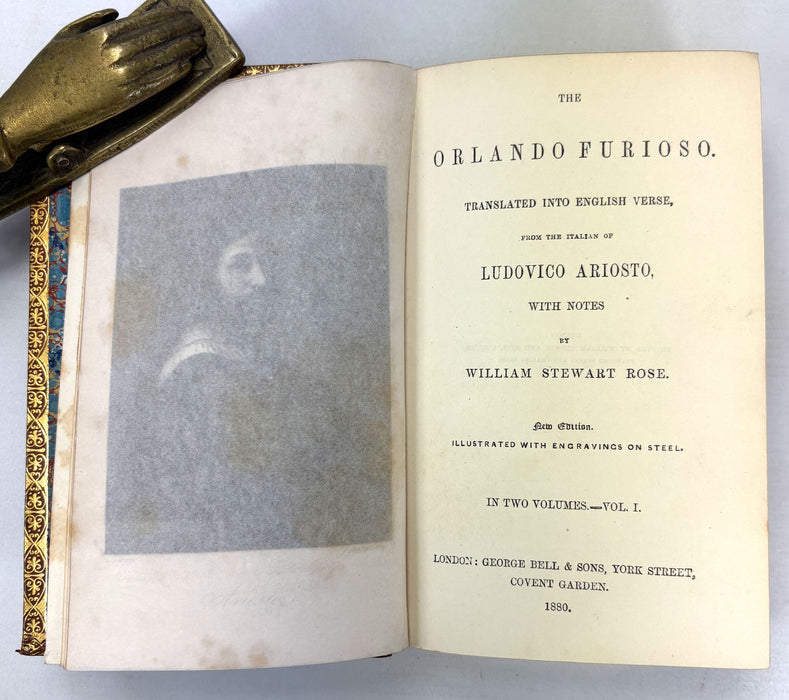 THE
ORLANDO FURIOSO.
TRANSLATED INTO ENGLISH VERSE,
FROM THE ITALIAN OF
LUDOVICO ARIOSTO,
WITH NOTES
BY
WILLIAM STEWART ROSE.
New Edition.
ILLUSTRATED WITH ENGRAVINGS ON STEEL.
IN TWO VOLUMES.—VOL. I.
LONDON: GEORGE BELL & SONS, YORK STREET,
COVENT GARDEN.
1880.